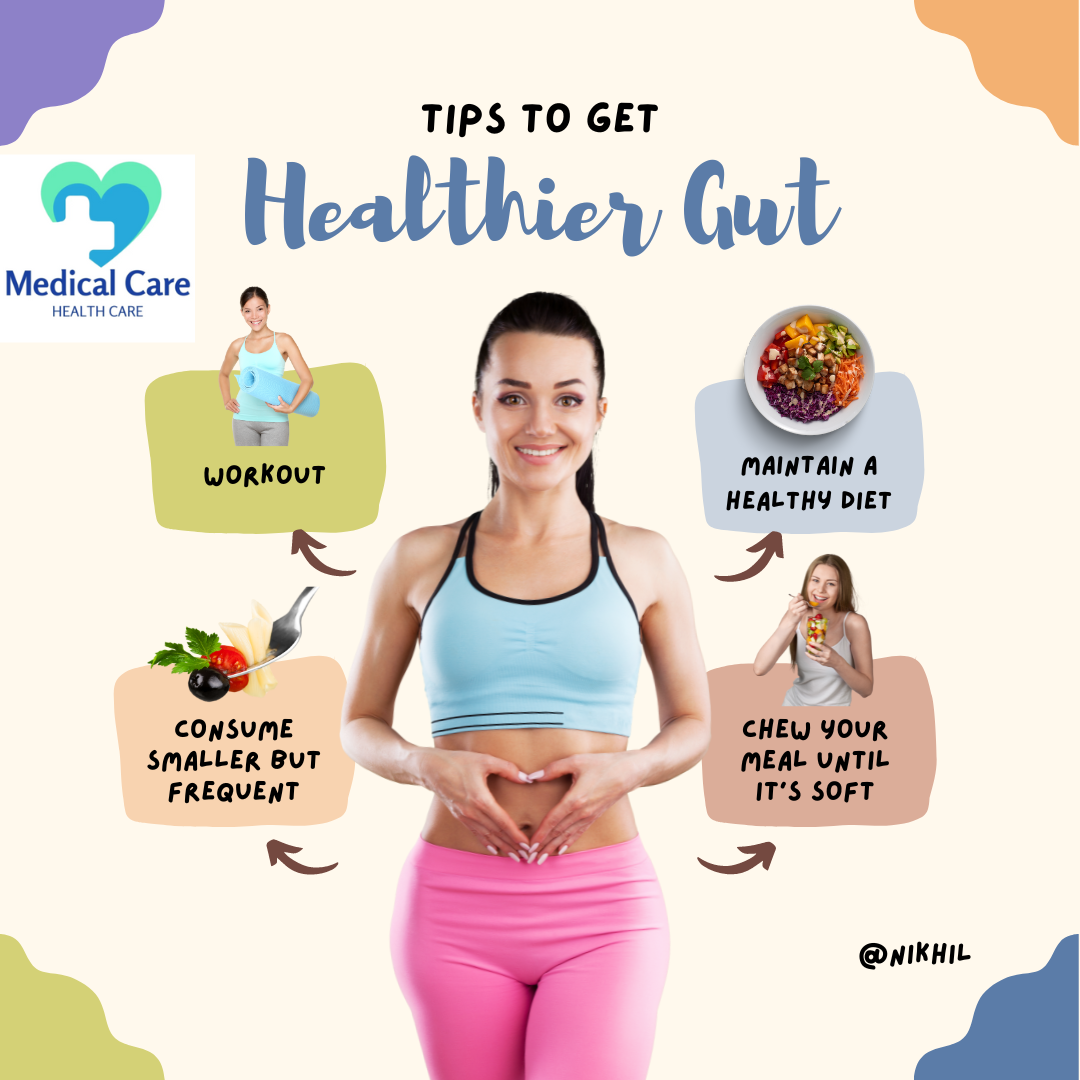 TIPS TO GET
Healthier Gut
Medical Care
HEALTH CARE
WORKOUT
MAINTAIN A
HEALTHY DIET
CONSUME
SMALLER BUT
FREQUENT
CHEW YOUR
MEAL UNTIL
IT'S SOFT
@NIKHIL